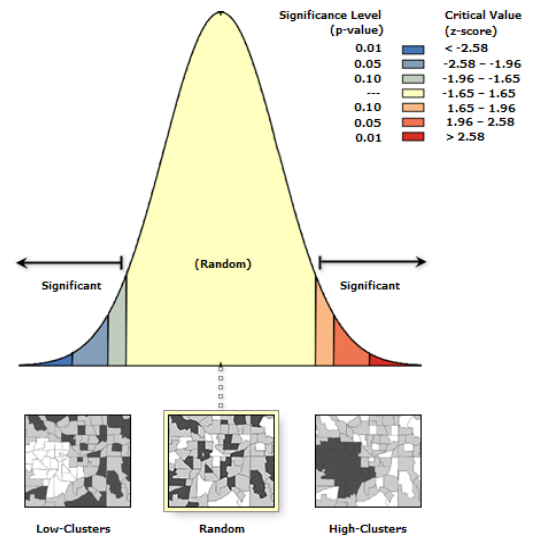 Significance Level Critical Value
(p-value) (z-score)
0.01 < -2.58
0.05 -2.58 – -1.96
0.10 -1.96 – -1.65
--- -1.65 – 1.65
0.10 1.65 – 1.96
0.05 1.96 – 2.58
0.01 > 2.58
(Random)
Significant Significant
Low-Clusters Random High-Clusters